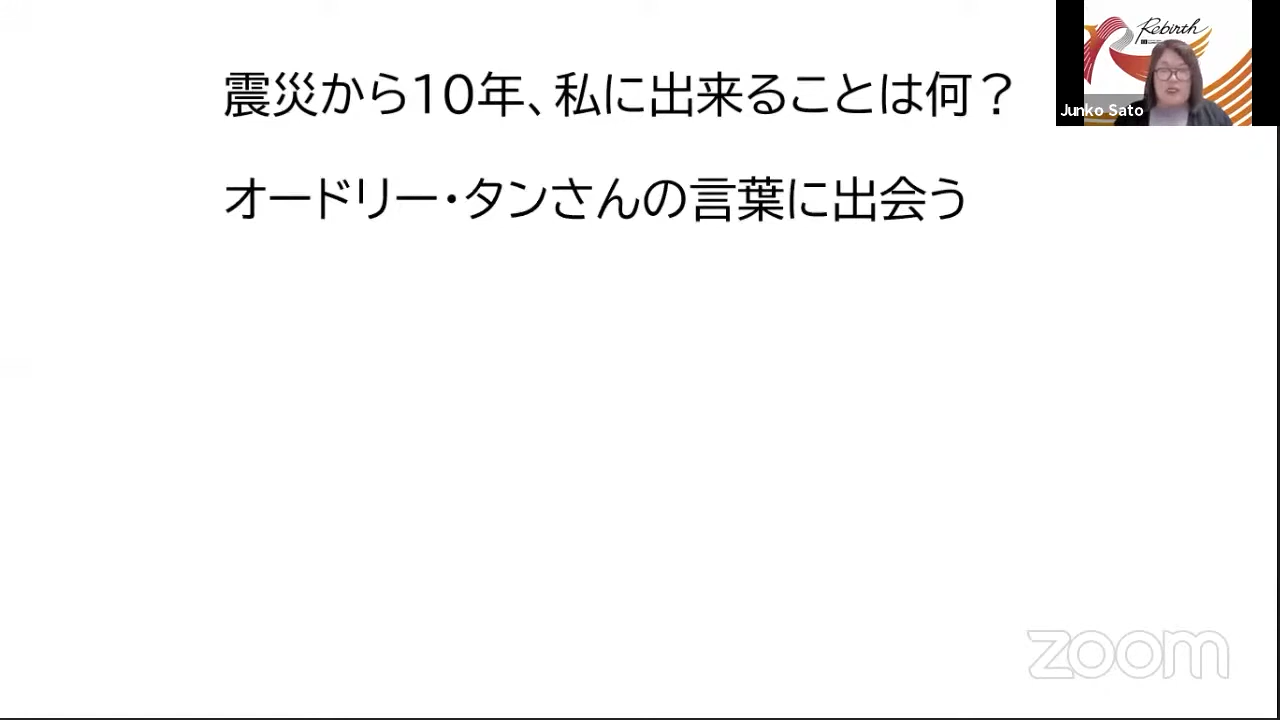 震災から10年、私に出来ることは何？
オードリー・タンさんの言葉に出会う
Rebirth
Junko Sato
zoom